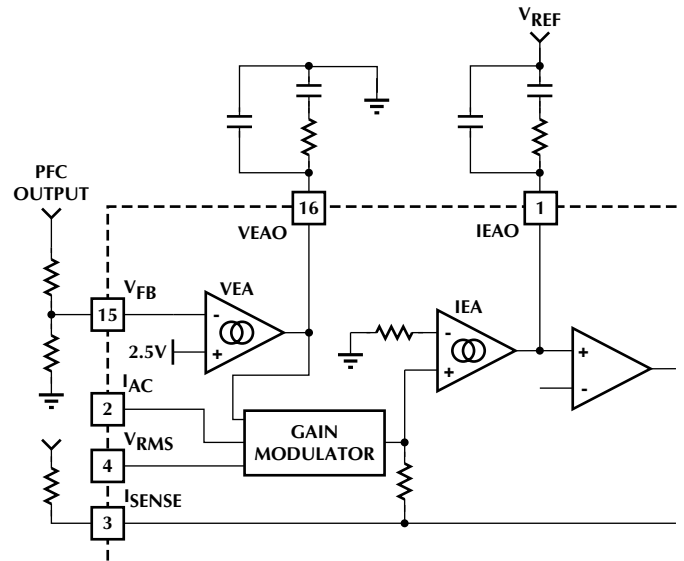 VREF
PFC
OUTPUT
16
1
VEAO
IEAO
VFB
VEA
IEA
15
-
+
2.5V
-
+
+
-
IAC
2
VRMS
4
GAIN
MODULATOR
ISENSE
3